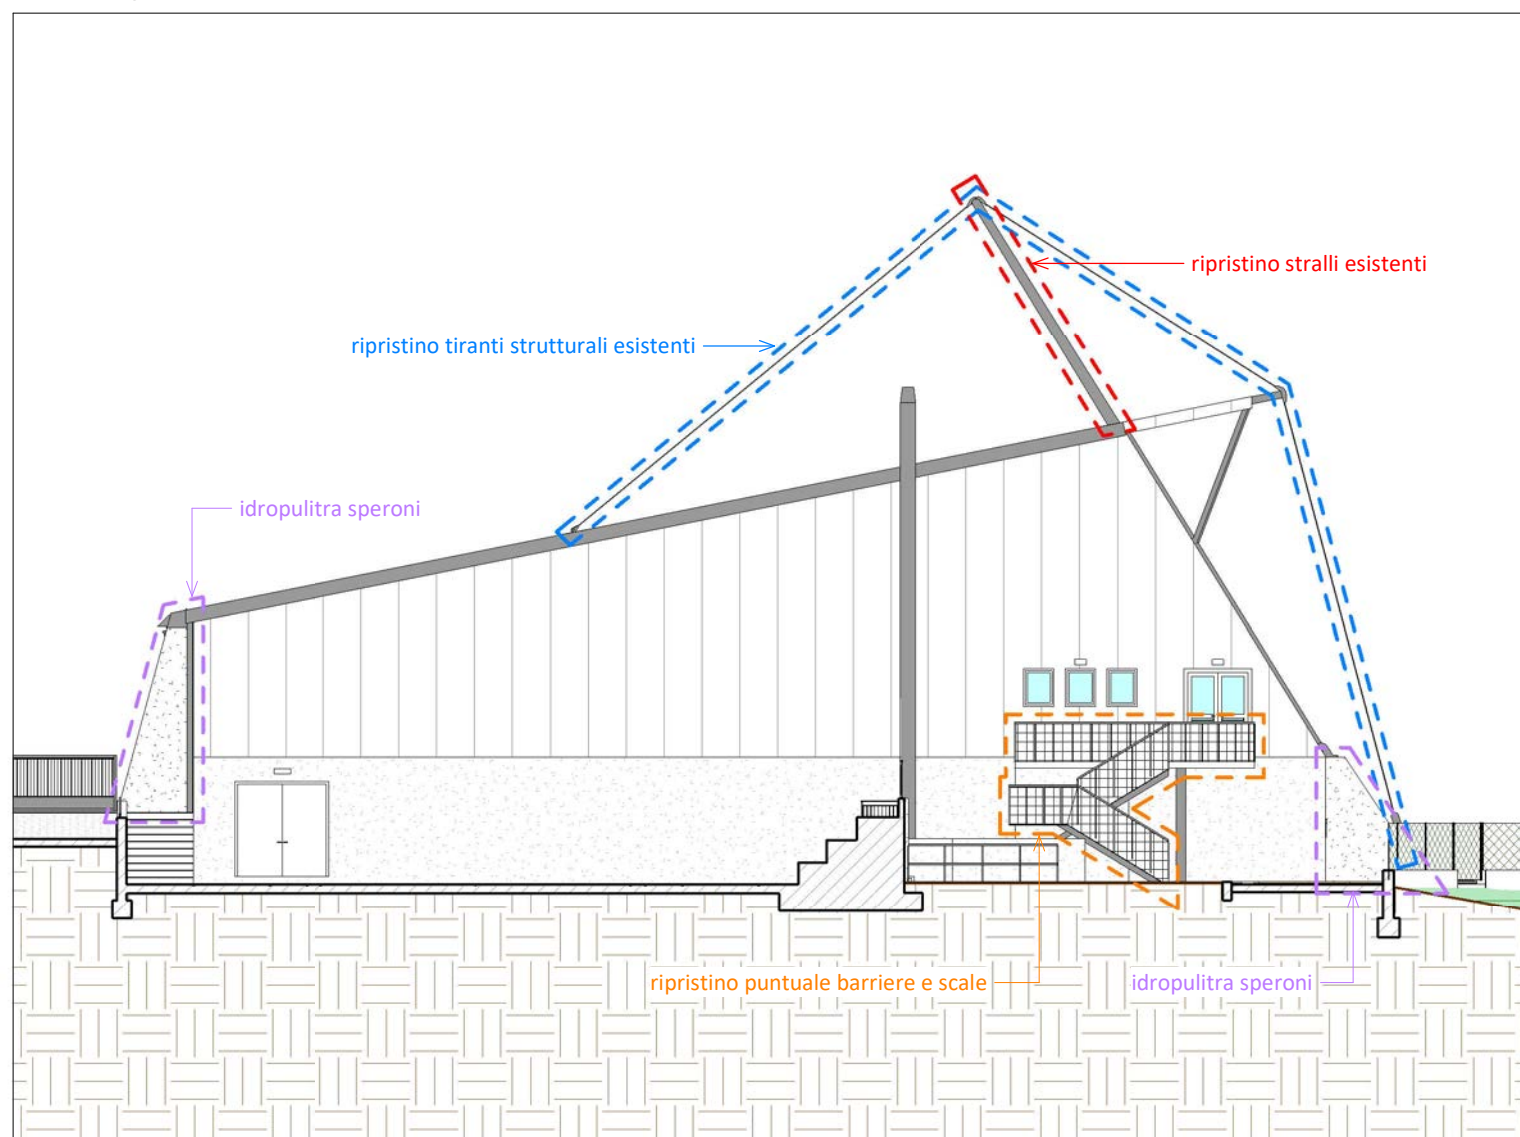 ripristino stralli esistenti
ripristino tiranti strutturali esistenti
idropulitra speroni
ripristino puntuale barriere e scale
idropulitra speroni